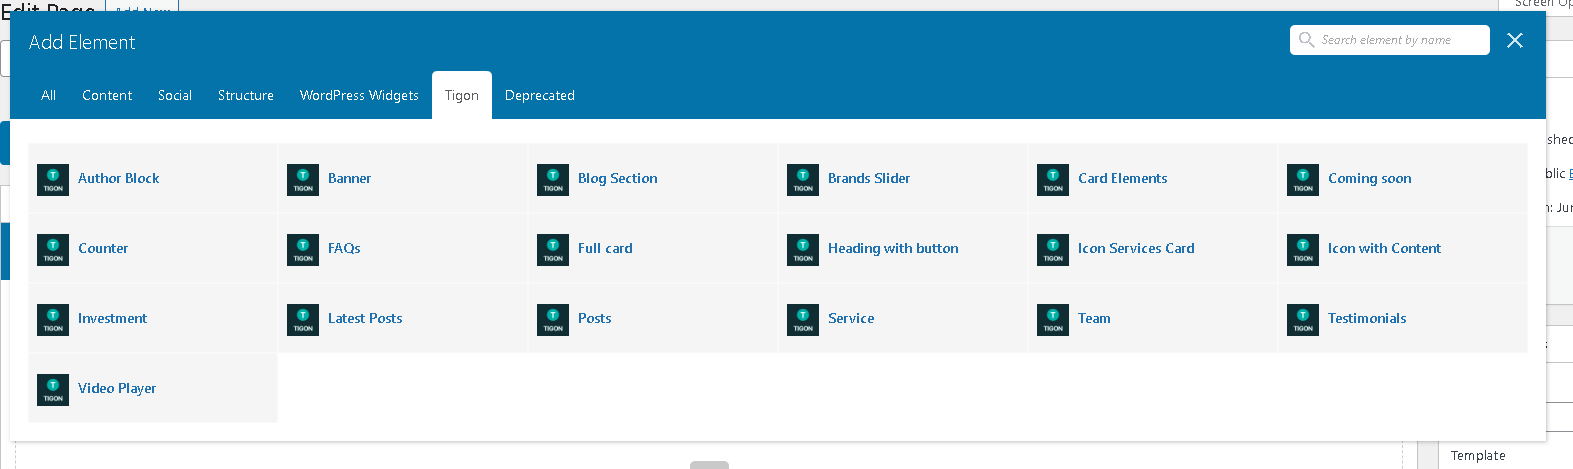 Edit Page Add New
Screen Op
Add Element
Search element by name
All Content Social Structure WordPress Widgets Tigon Deprecated
T TIGON Author Block T TIGON Banner T TIGON Blog Section T TIGON Brands Slider T TIGON Card Elements T TIGON Coming soon
T TIGON Counter T TIGON FAQs T TIGON Full card T TIGON Heading with button T TIGON Icon Services Card T TIGON Icon with Content
T TIGON Investment T TIGON Latest Posts T TIGON Posts T TIGON Service T TIGON Team T TIGON Testimonials
T TIGON Video Player
shed
blic
n: Jun
Template